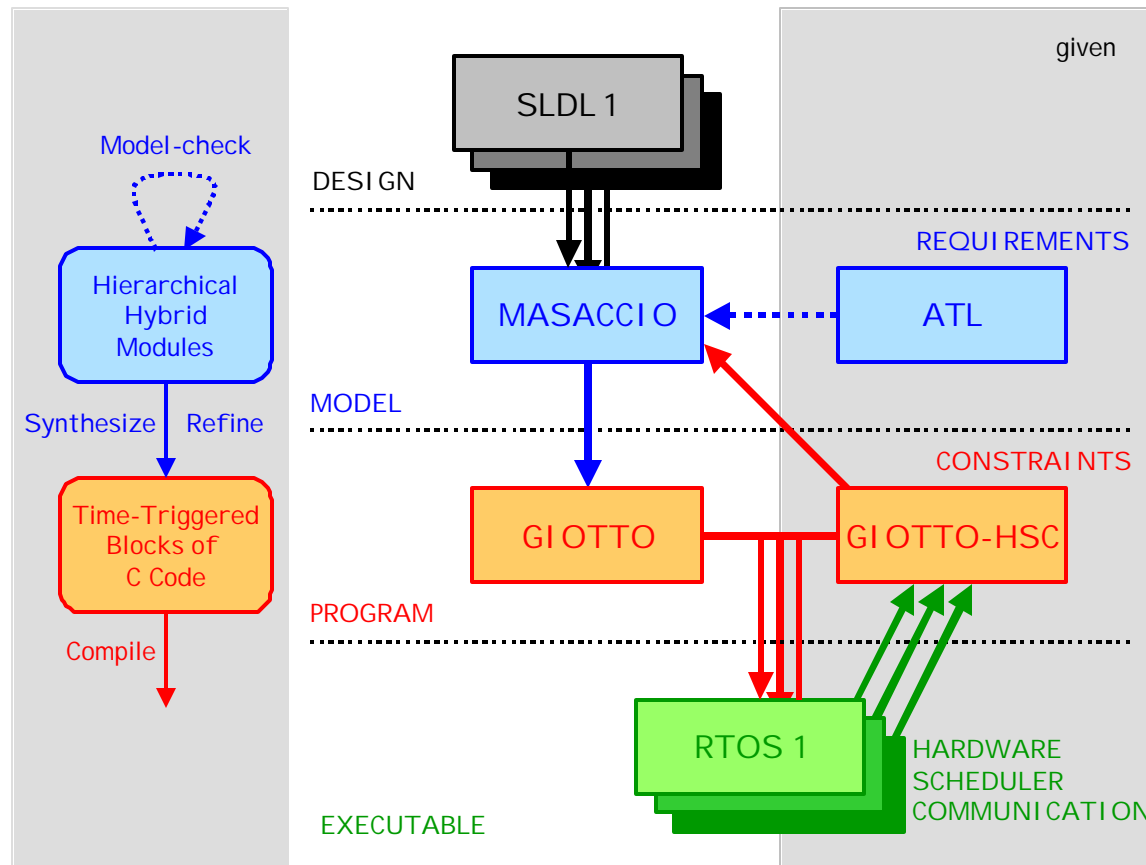 given
SLDL 1
Model-check
DESIGN
REQUIREMENTS
Hierarchical
Hybrid
Modules
MASACCIO
ATL
Synthesize Refine
MODEL
CONSTRAINTS
Time-Triggered
Blocks of
C Code
GIOTTO
GIOTTO-HSC
PROGRAM
Compile
RTOS 1
HARDWARE
SCHEDULER
COMMUNICATION
EXECUTABLE